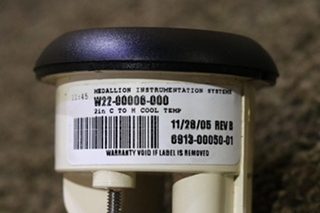 MEDALLION INSTRUMENTATION SYSTEMS
W22-00006-000
2in C TO H COOL TEMP
11/28/05 REV B
6913-00050-01
WARRANTY VOID IF LABEL IS REMOVED